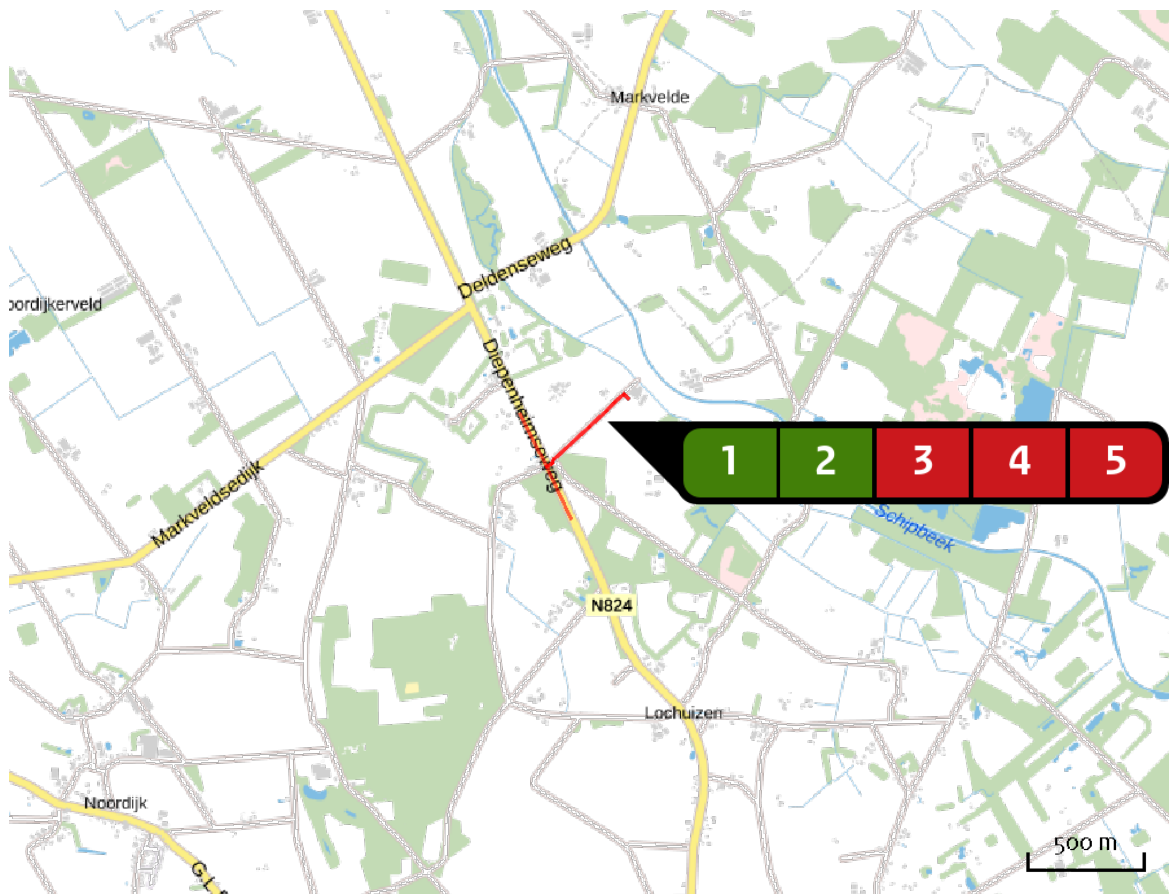 Markvelde
Deldenseweg
oordijkerveld
Diepenheimseweg
1 2 3 4 5
Markveldsedijk
Schipbeek
N824
Lochuizen
Noordijk
500 m